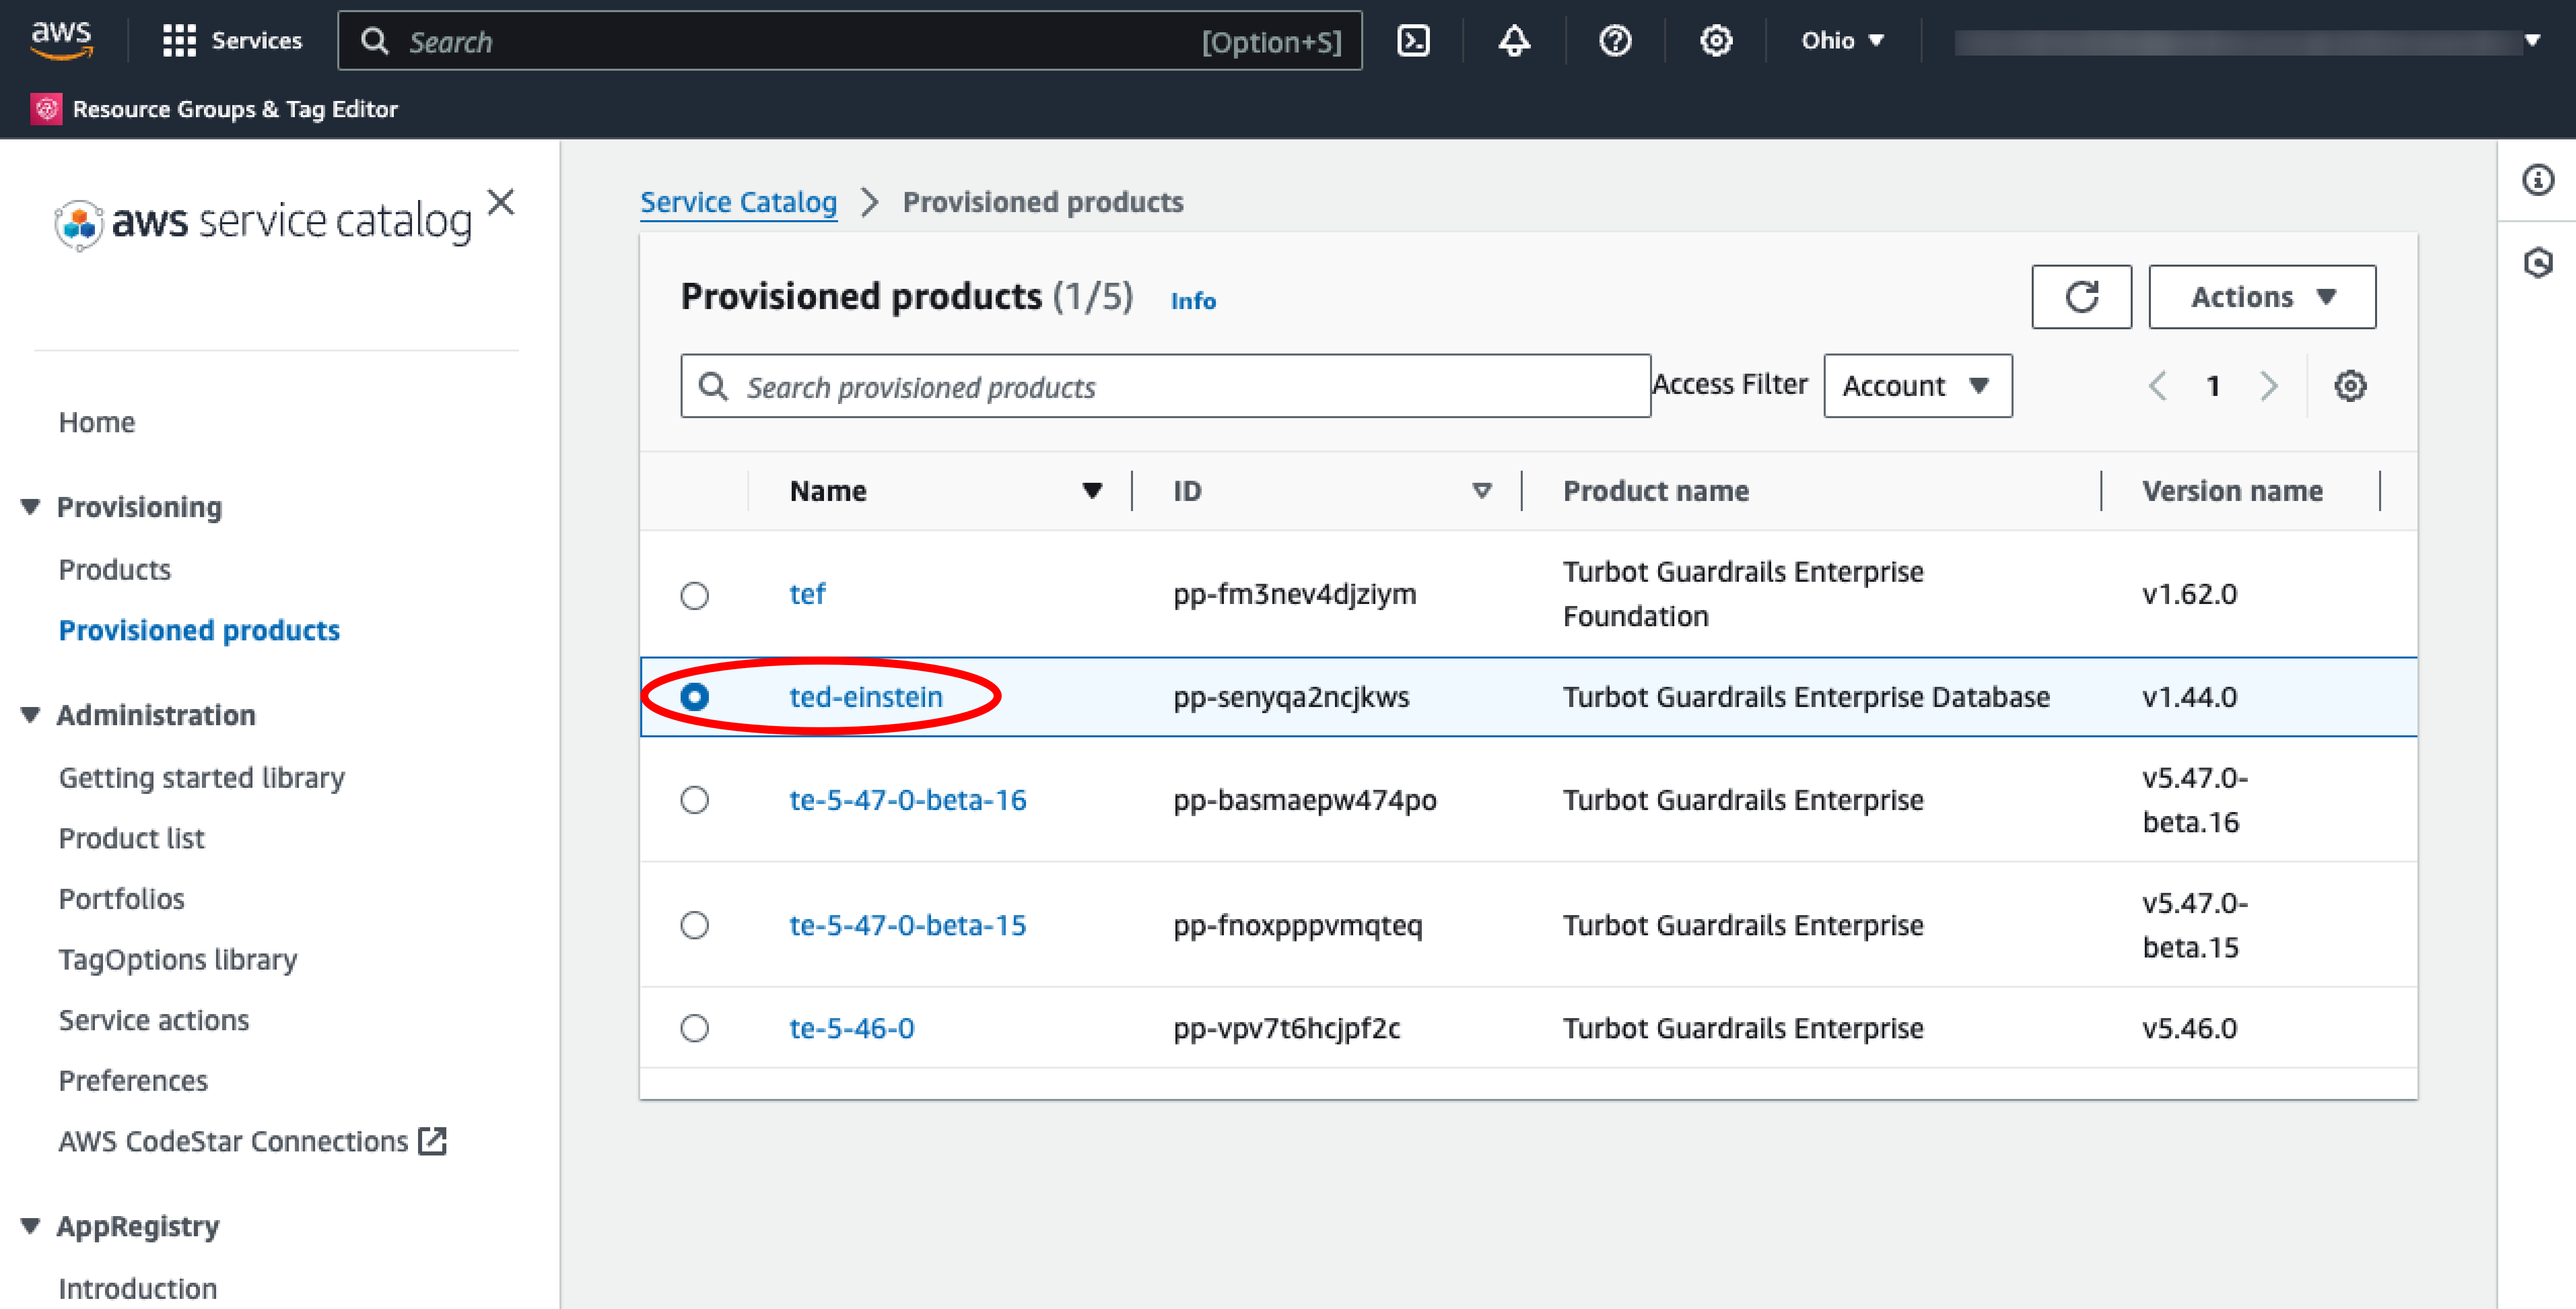 aws
Services
Search
[Option+S]
Ohio
Resource Groups & Tag Editor
aws service catalog
Home
Provisioning
Products
Provisioned products
Administration
Getting started library
Product list
Portfolios
TagOptions library
Service actions
Preferences
AWS CodeStar Connections
AppRegistry
Introduction
Service Catalog > Provisioned products
Provisioned products (1/5) Info
Actions
Search provisioned products
Access Filter
Account
1
Name ID Product name Version name
tef pp-fm3nev4djziym Turbot Guardrails Enterprise
Foundation v1.62.0
ted-einstein pp-senyqa2ncjkws Turbot Guardrails Enterprise Database v1.44.0
te-5-47-0-beta-16 pp-basmaepw474po Turbot Guardrails Enterprise v5.47.0-
beta.16
te-5-47-0-beta-15 pp-fnoxpppvmqteq Turbot Guardrails Enterprise v5.47.0-
beta.15
te-5-46-0 pp-vpv7t6hcjpf2c Turbot Guardrails Enterprise v5.46.0